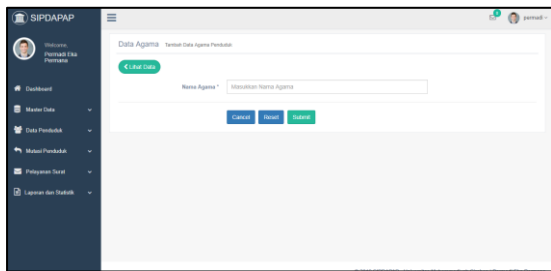 SIPDAPAP
permadi
Welcome,
Permadi Eka
Permana
Data Agama Tambah Data Agama Penduduk
Lihat Data
Nama Agama *
Masukkan Nama Agama
Cancel
Reset
Submit
Dashboard
Master Data
Data Penduduk
Mutasi Penduduk
Pelayanan Surat
Laporan dan Statistik